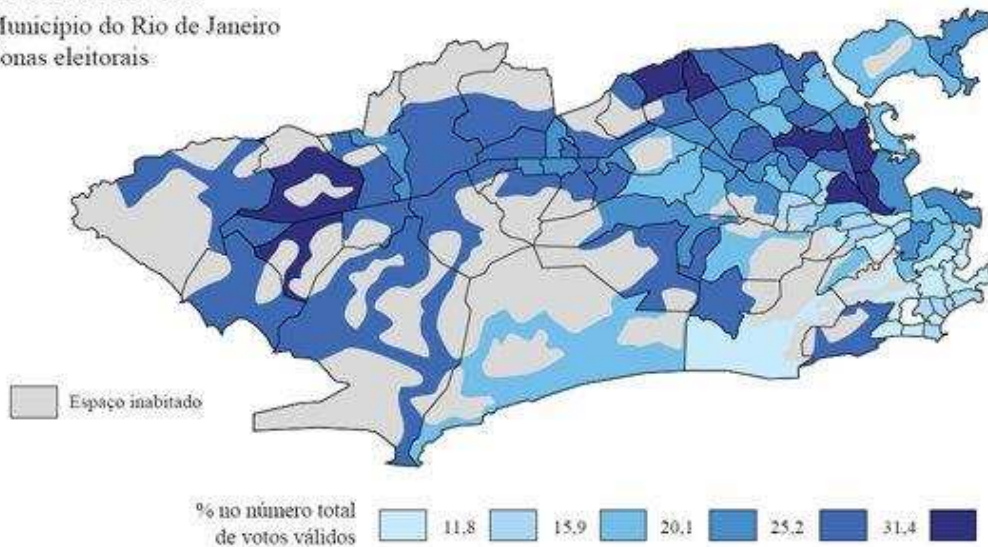 Município do Rio de Janeiro
onas eleitorais
Espaço inabitado
% no número total
de votos válidos
11,8 15,9 20,1 25,2 31,4